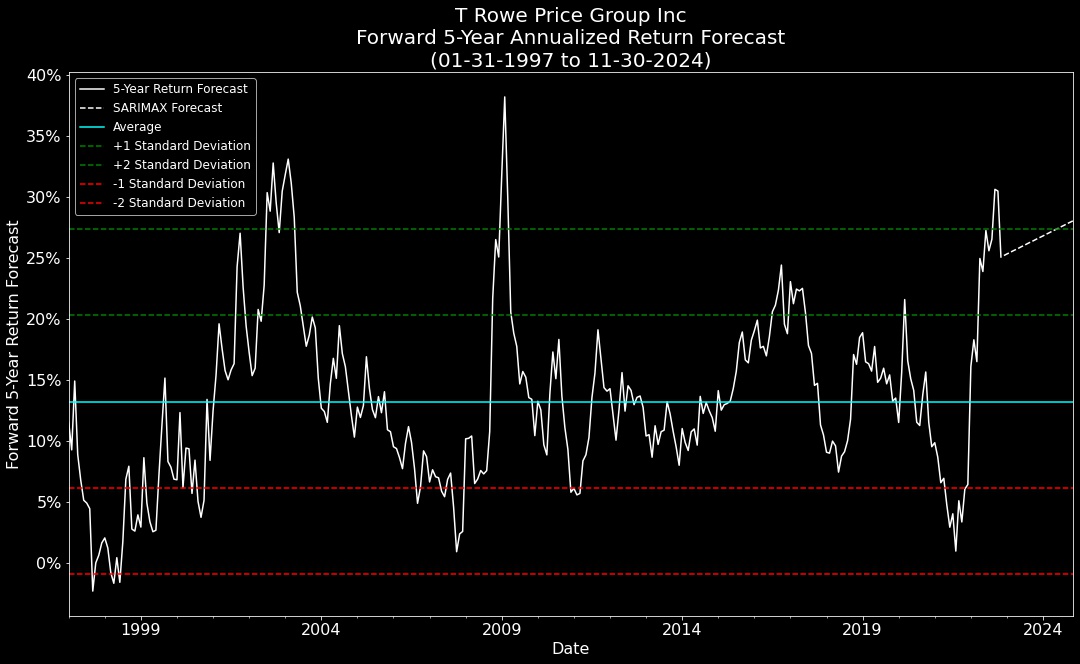 T Rowe Price Group Inc
Forward 5-Year Annualized Return Forecast
(01-31-1997 to 11-30-2024)
5-Year Return Forecast
SARIMAX Forecast
Average
+1 Standard Deviation
+2 Standard Deviation
-1 Standard Deviation
-2 Standard Deviation
Forward 5-Year Return Forecast
40%
35%
30%
25%
20%
15%
10%
5%
0%
1999 2004 2009 2014 2019 2024
Date